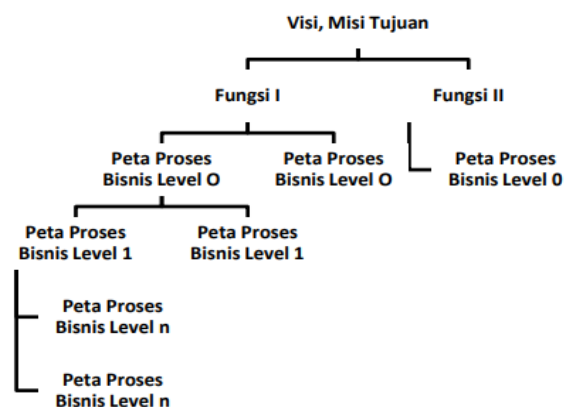 Visi, Misi Tujuan
Fungsi I
Fungsi II
Peta Proses
Bisnis Level O
Peta Proses
Bisnis Level O
Peta Proses
Bisnis Level 0
Peta Proses
Bisnis Level 1
Peta Proses
Bisnis Level 1
Peta Proses
Bisnis Level n
Peta Proses
Bisnis Level n